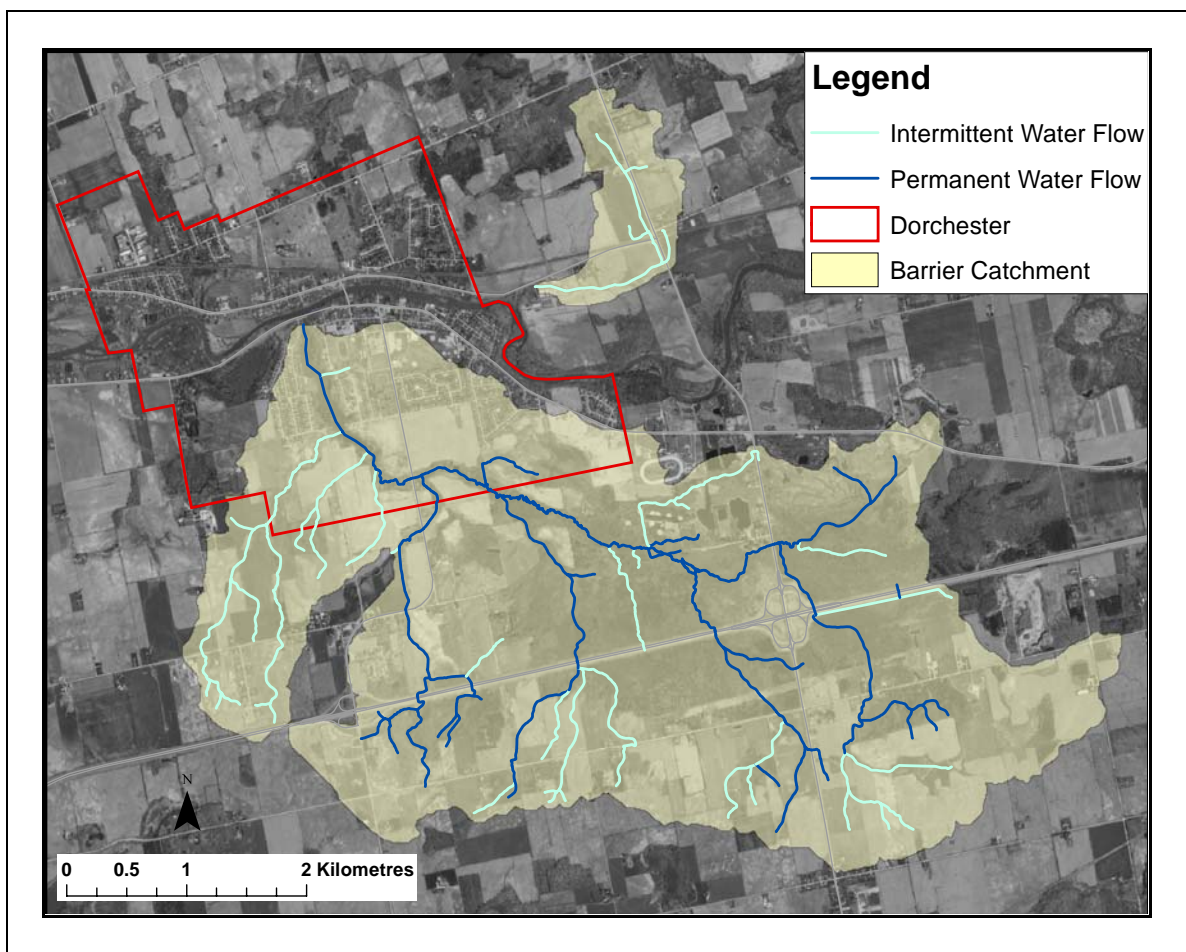 Legend
Intermittent Water Flow
Permanent Water Flow
Dorchester
Barrier Catchment
N
0 0.5 1 2 Kilometres